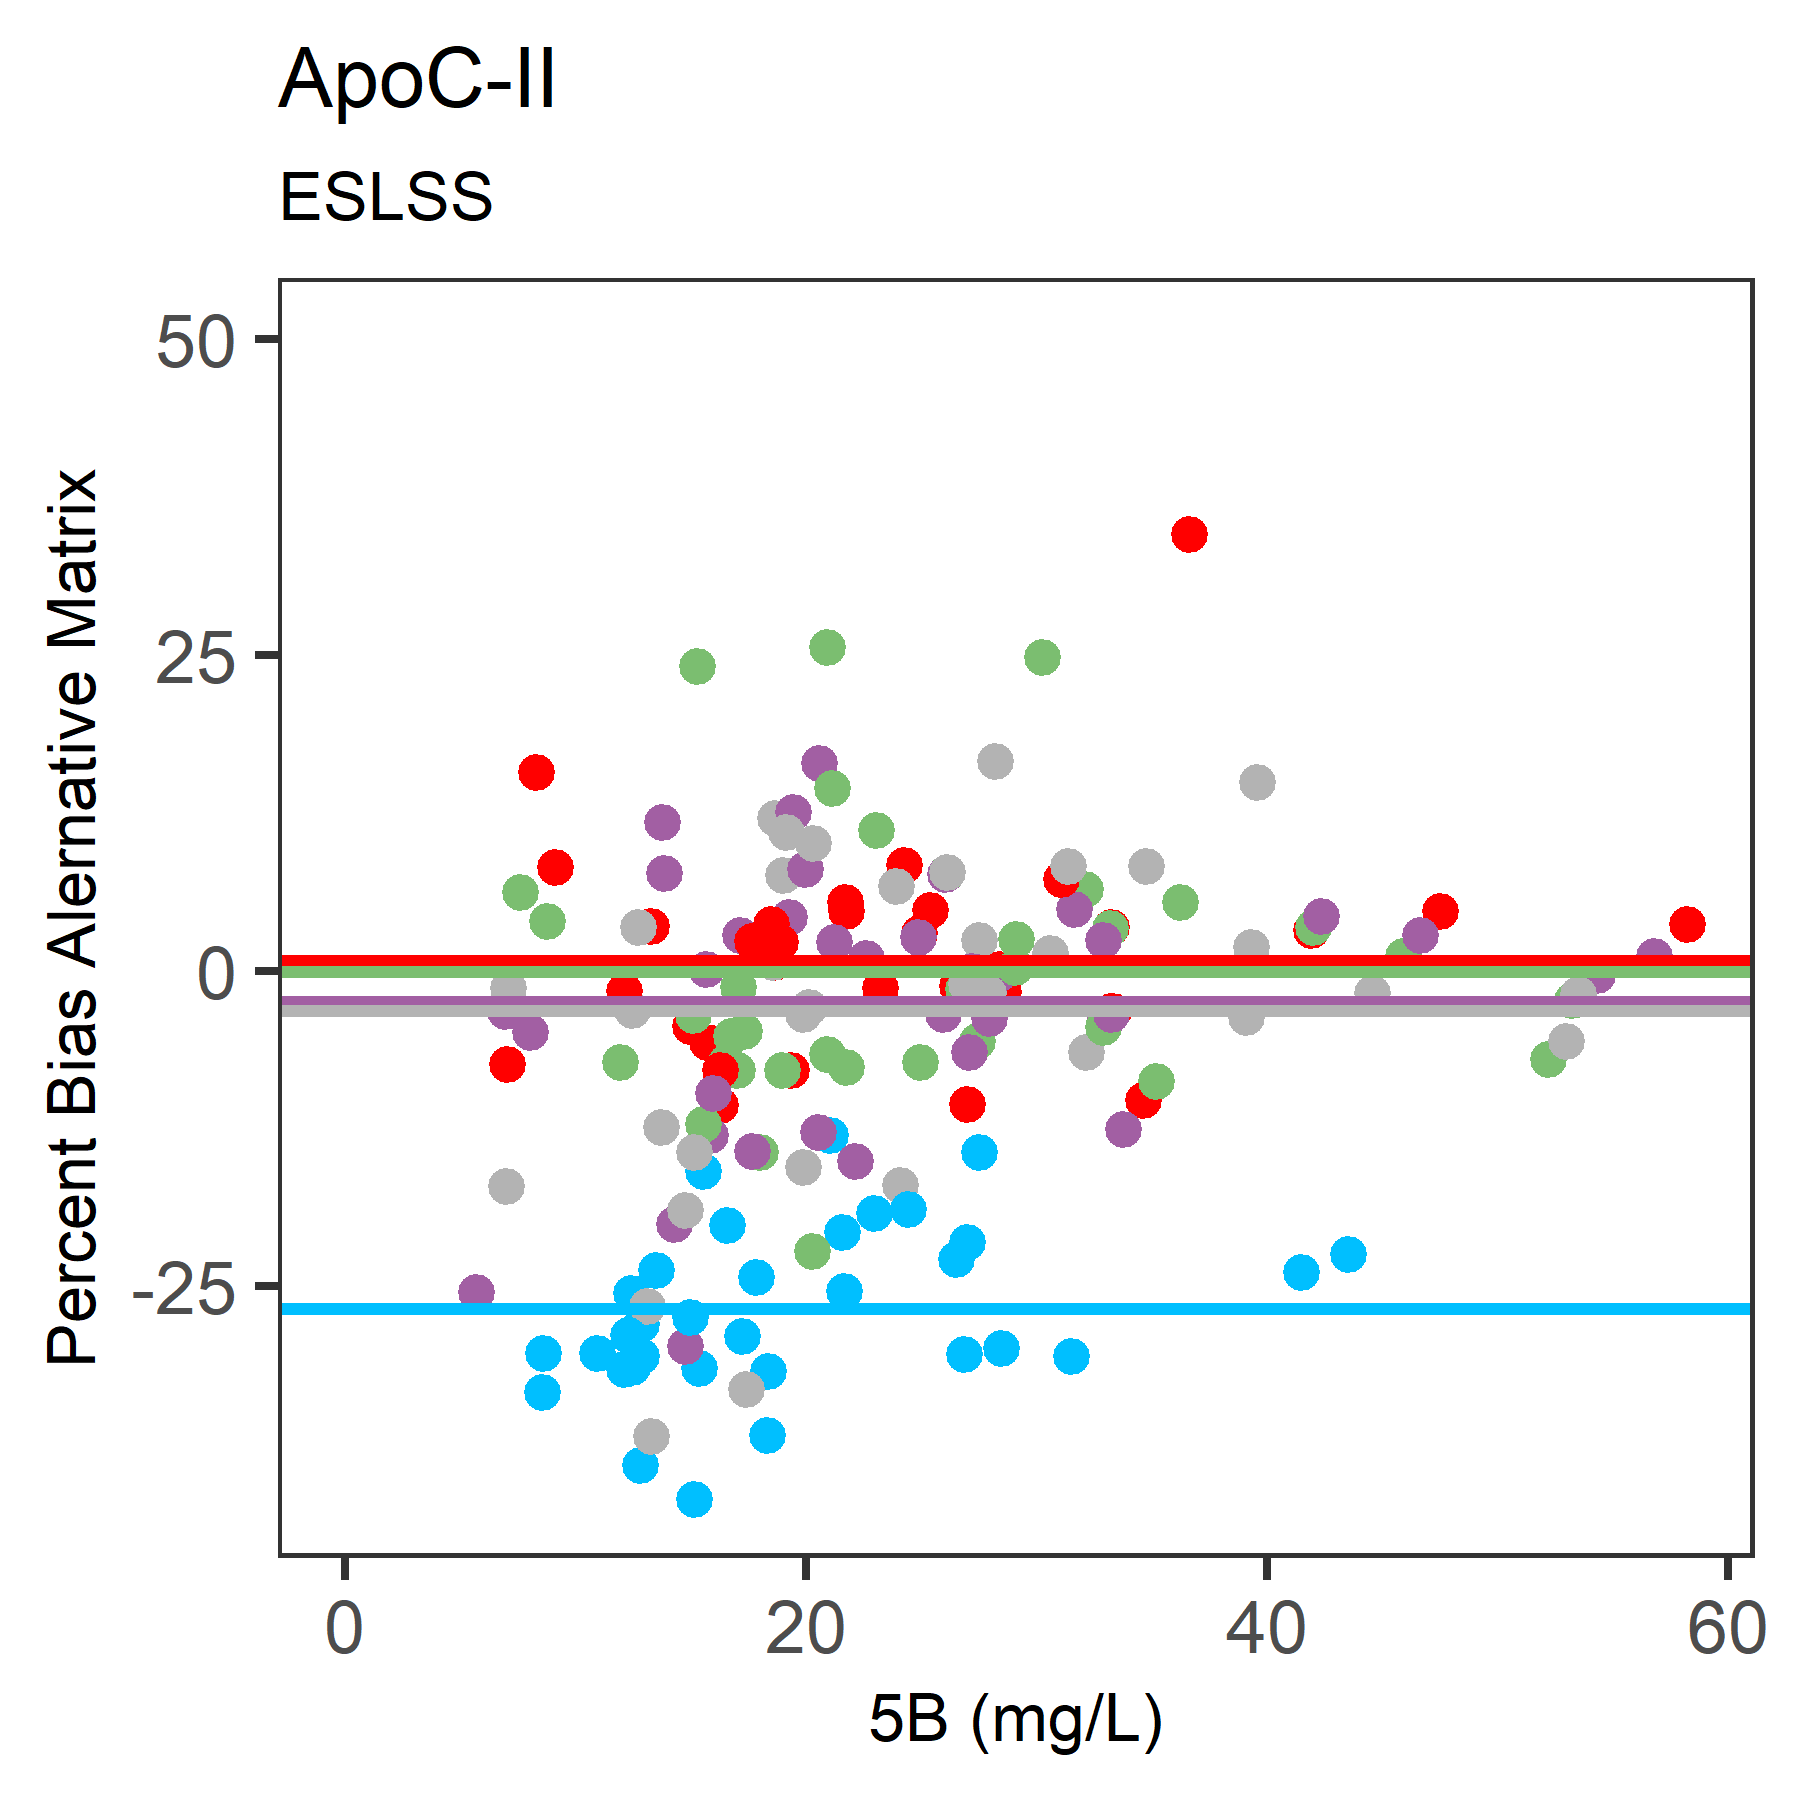 ApoC-II
ESLSS
Percent Bias Alernative Matrix
50
25
0
-25
0 20 40 60
5B (mg/L)